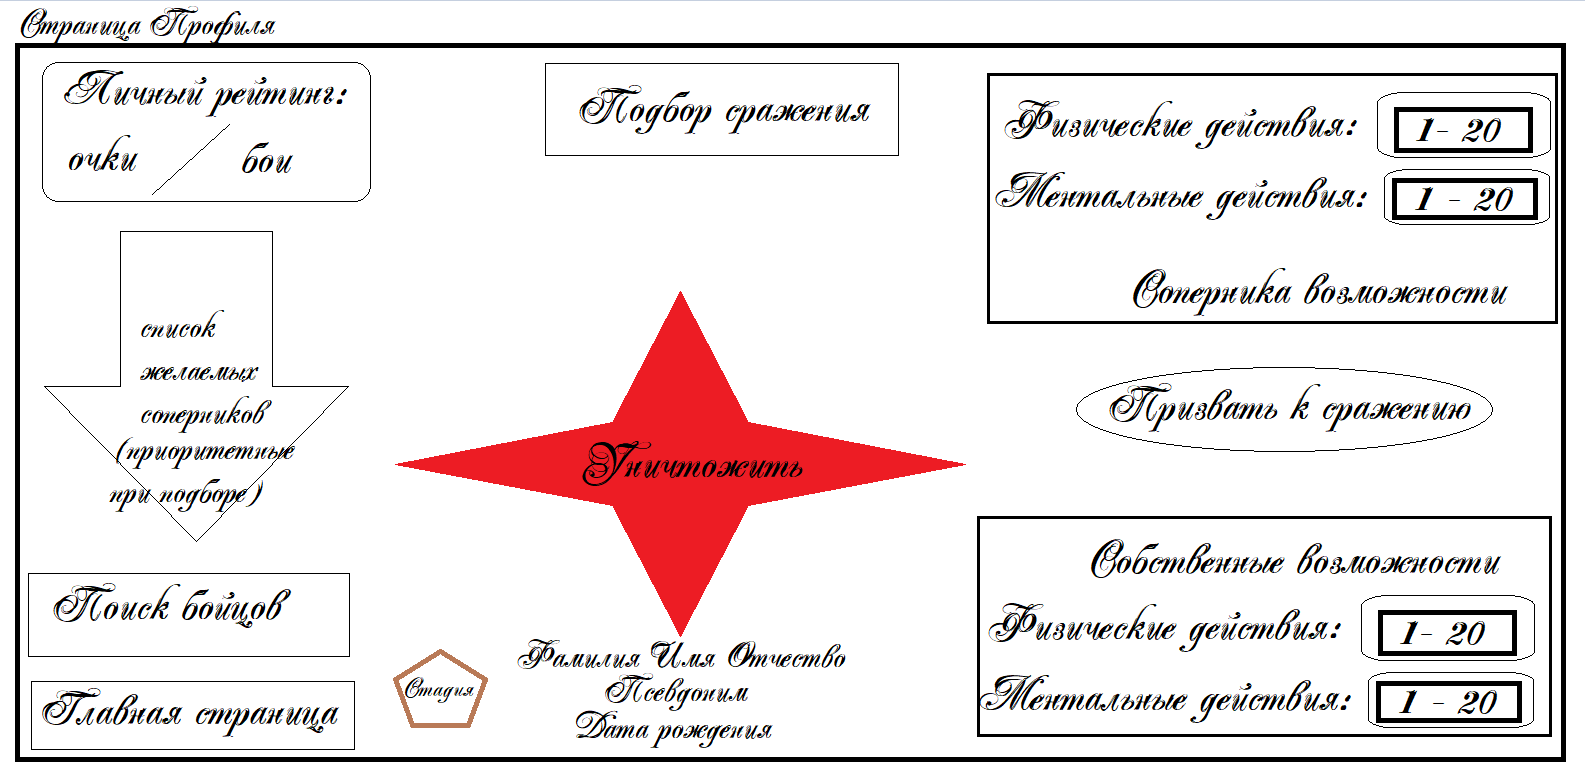 Страница Профиля
Личный рейтинг:
очки / бои
Подбор сражения
Физические действия: 1- 20
Ментальные действия: 1 - 20
Соперника возможности
список
желаемых
соперников
(приоритетные
при подборе)
Уничтожить
Призвать к сражению
Поиск бойцов
Главная страница
Стадия
Фамилия Имя Отчество
Псевдоним
Дата рождения
Собственные возможности
Физические действия: 1- 20
Ментальные действия: 1 - 20